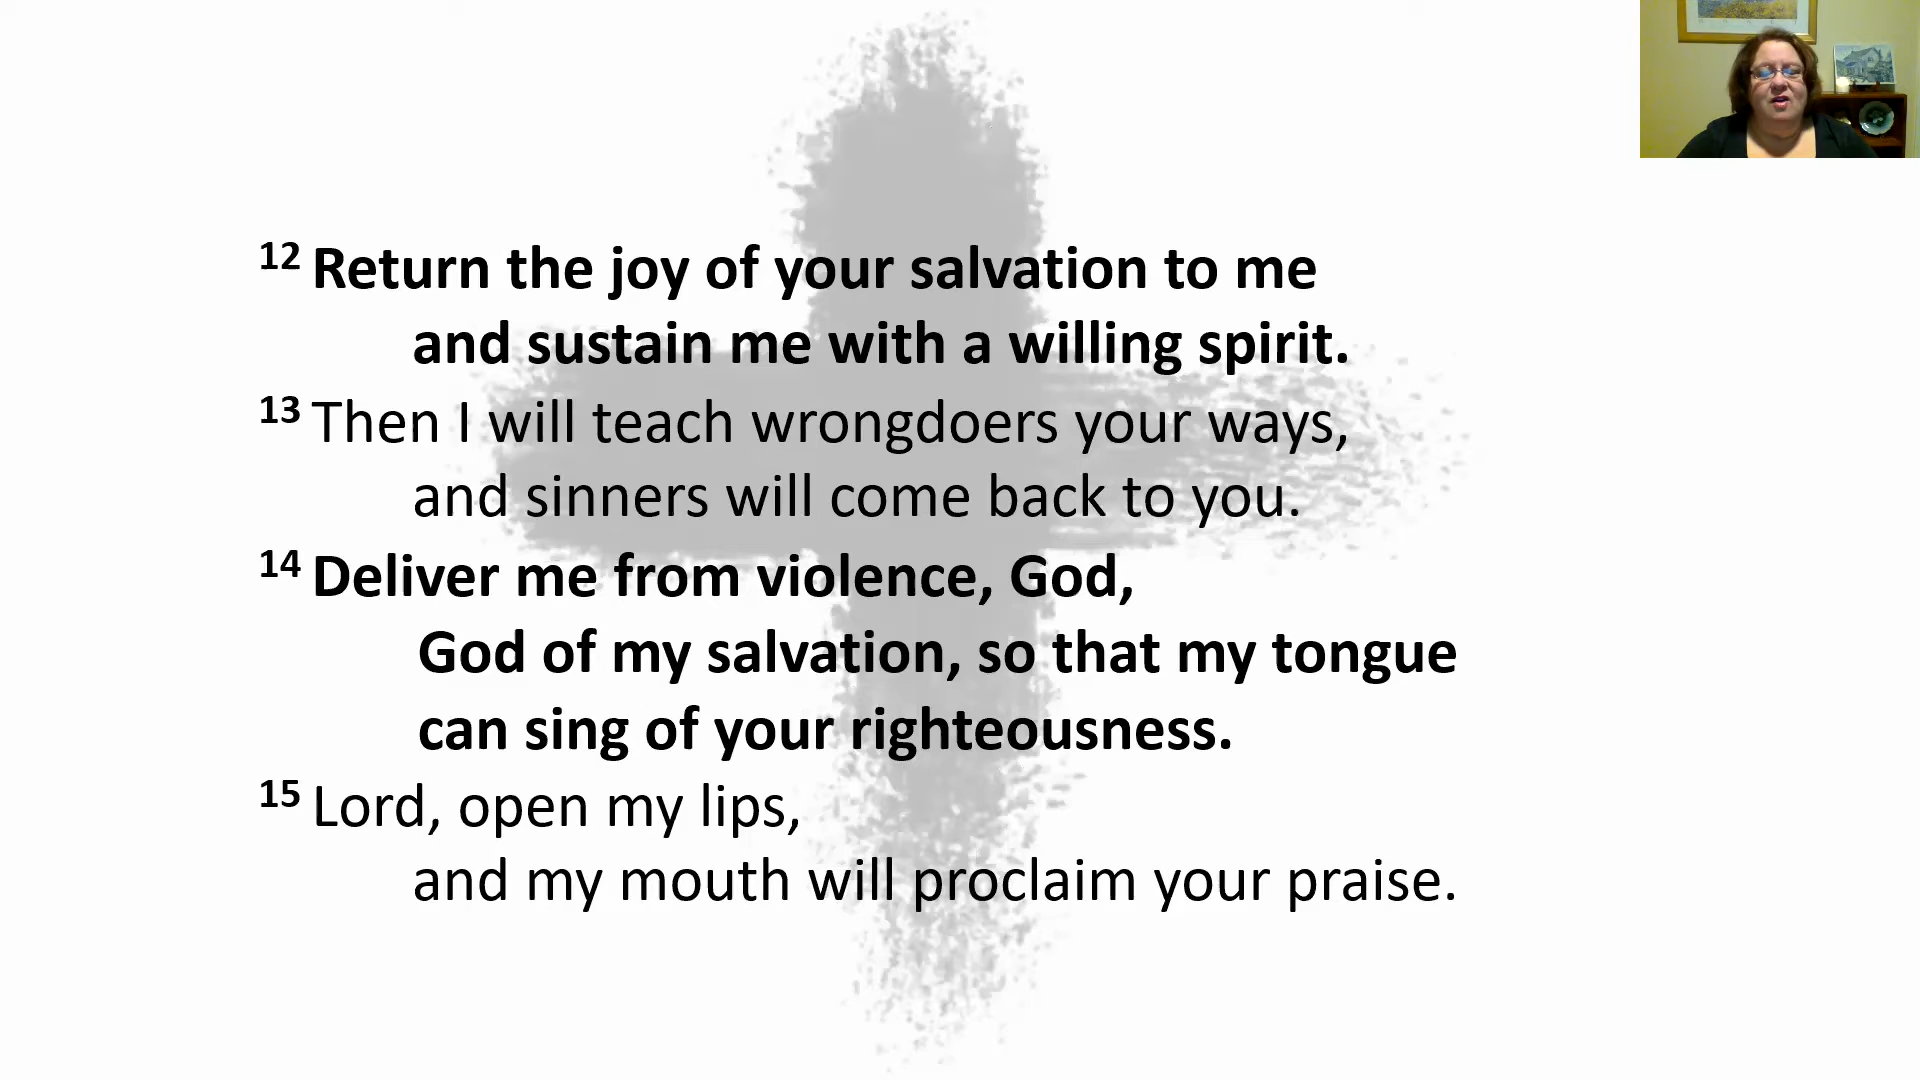 12 Return the joy of your salvation to me
and sustain me with a willing spirit.
13 Then I will teach wrongdoers your ways,
and sinners will come back to you.
14 Deliver me from violence, God,
God of my salvation, so that my tongue
can sing of your righteousness.
15 Lord, open my lips,
and my mouth will proclaim your praise.